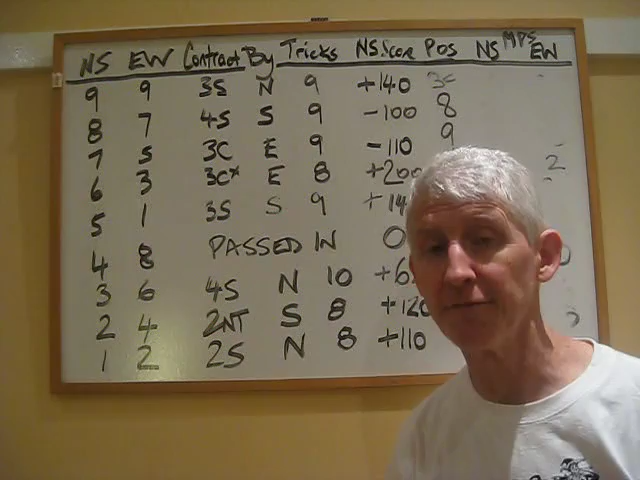 NS EW Contract By Tricks NS Score Pos NS MPS EW
9 9 3S N 9 +140
8 7 4S S 9 -100 8
7 5 3C E 9 -110 9
6 3 3C* E 8 +200 2
5 1 3S S 9 +14
4 8 PASSED IN 0
3 6 4S N 10 +6
2 4 2NT S 8 +120
1 2 2S N 8 +110